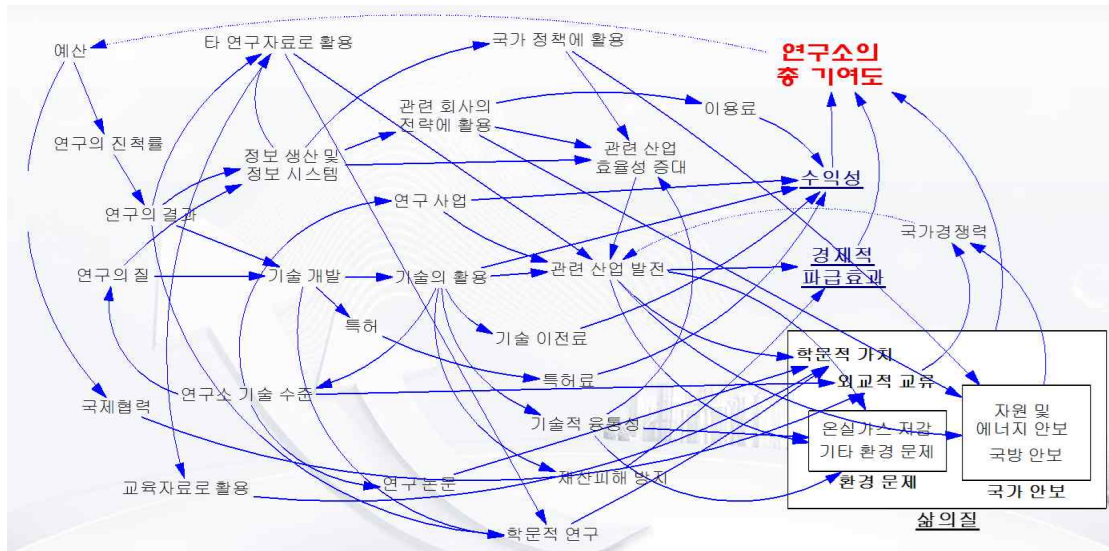 예산
타 연구자료로 활용
국가 정책에 활용
연구소의
총 기여도
연구의 진척률
관련 회사의
전략에 활용
이용료
정보 생산 및
정보 시스템
관련 산업
효율성 증대
수익성
연구의 결과
연구 사업
국가경쟁력
연구의 질
기술 개발
기술의 활용
관련 산업 발전
경제적
파급효과
특허
기술 이전료
학문적 가치
국제협력
연구소 기술 수준
특허료
외교적 교류
기술적 융통성
온실가스 저감
기타 환경 문제
자원 및
에너지 안보
국방 안보
교육자료로 활용
연구 논문
재산피해 방지
환경 문제
국가 안보
학문적 연구
삶의질